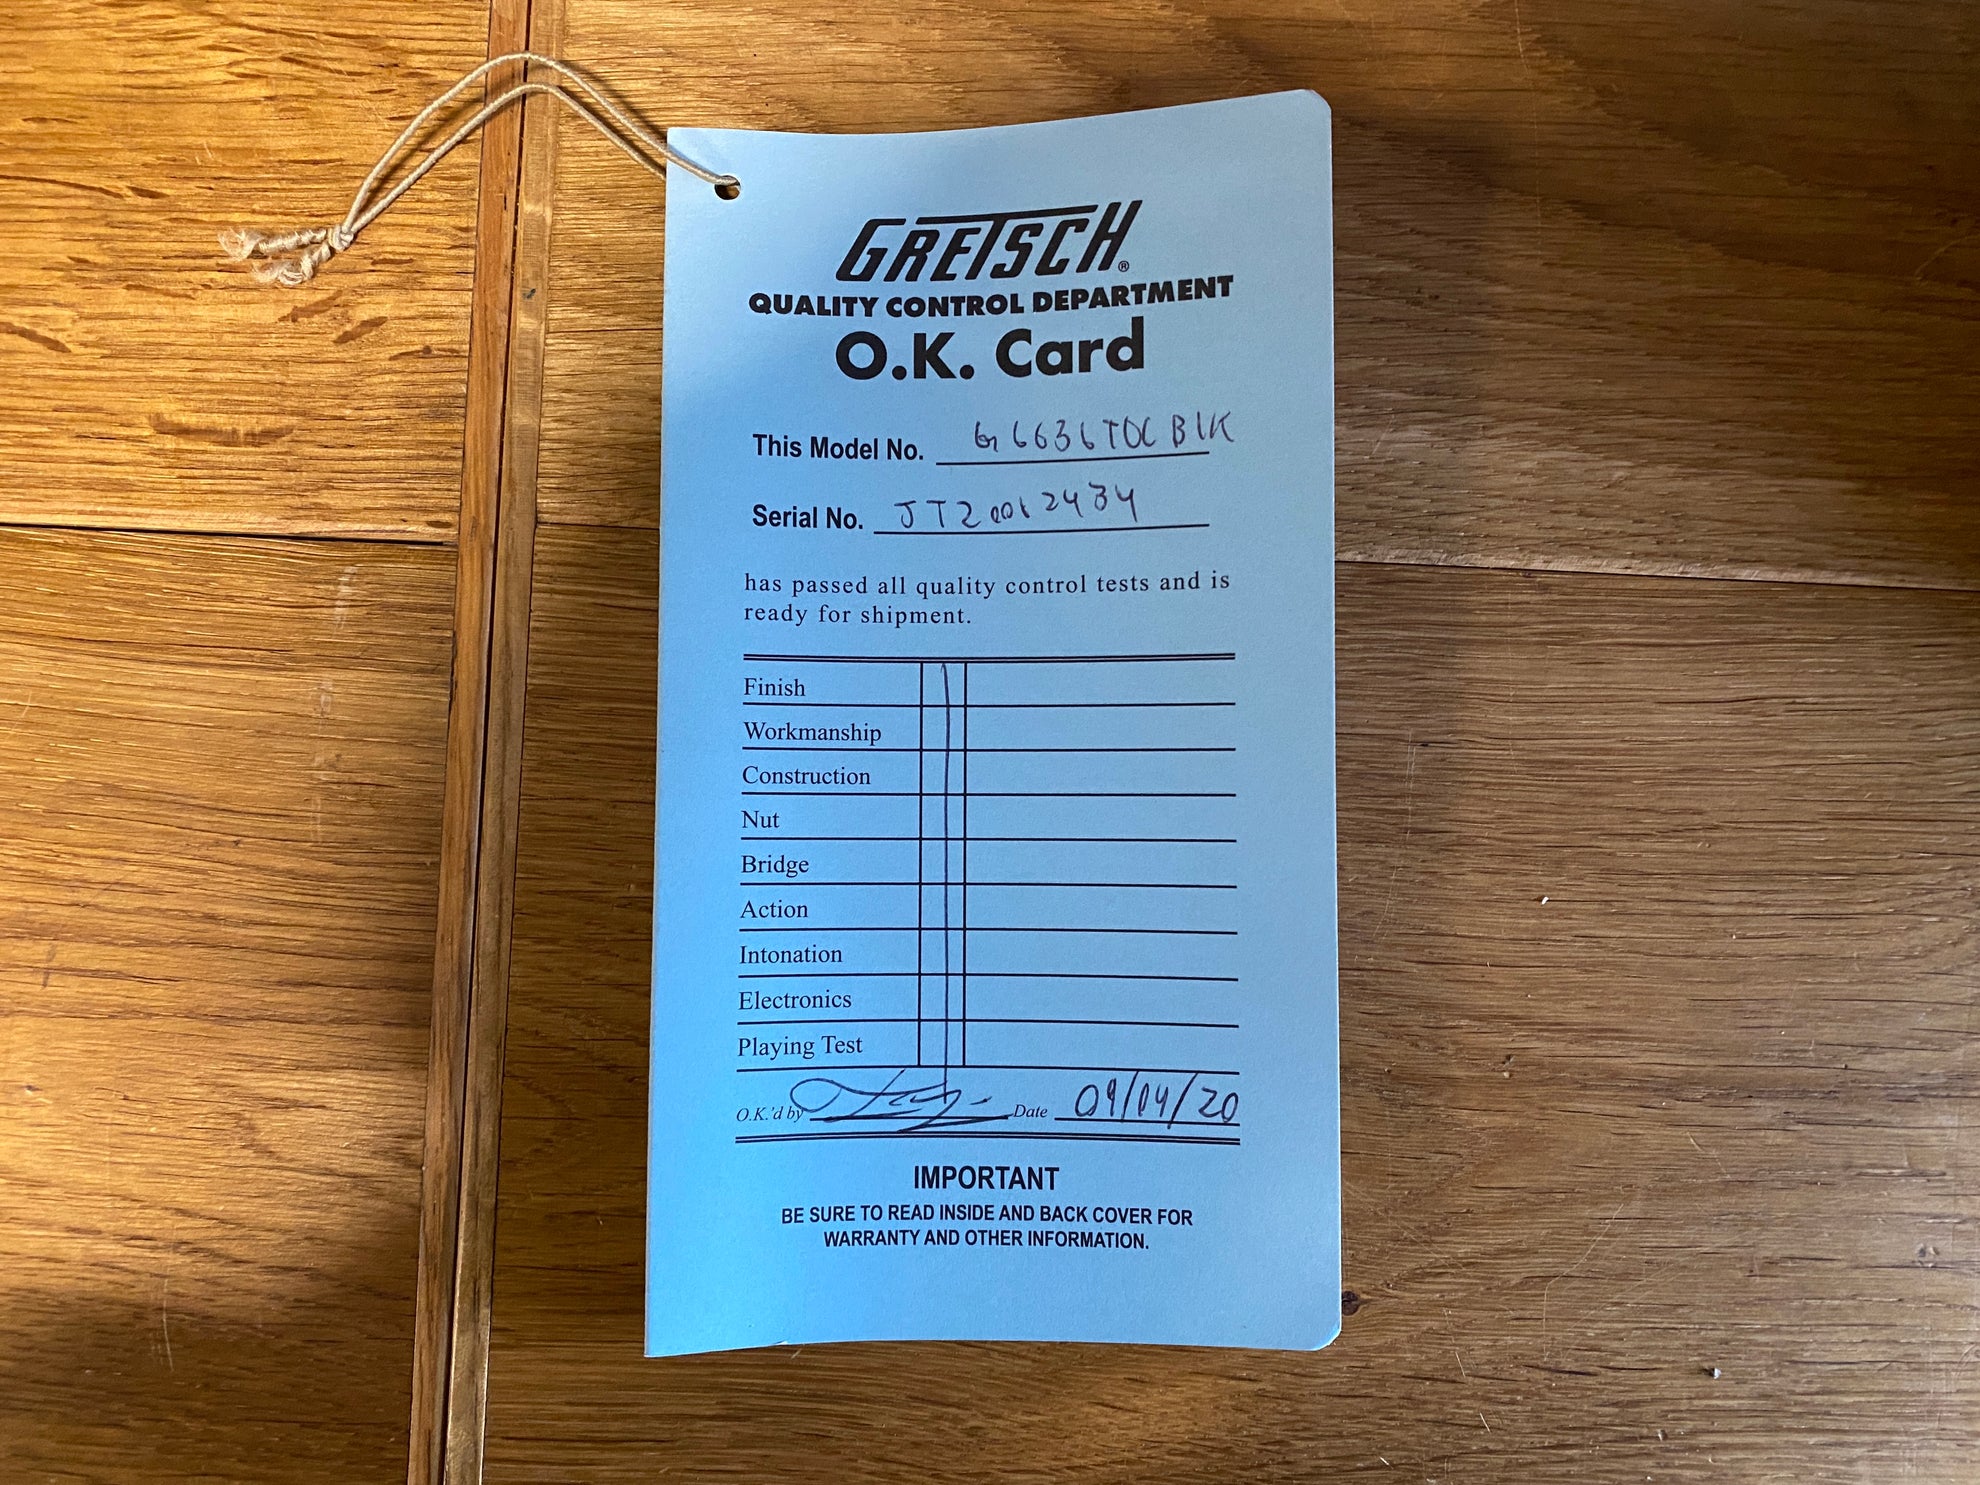 GRETSCH®
QUALITY CONTROL DEPARTMENT
O.K. Card
This Model No. G6636TDC BLK
Serial No. JT20062434
has passed all quality control tests and is
ready for shipment.
Finish
Workmanship
Construction
Nut
Bridge
Action
Intonation
Electronics
Playing Test
O.K.'d by Date 09/04/20
IMPORTANT
BE SURE TO READ INSIDE AND BACK COVER FOR
WARRANTY AND OTHER INFORMATION.